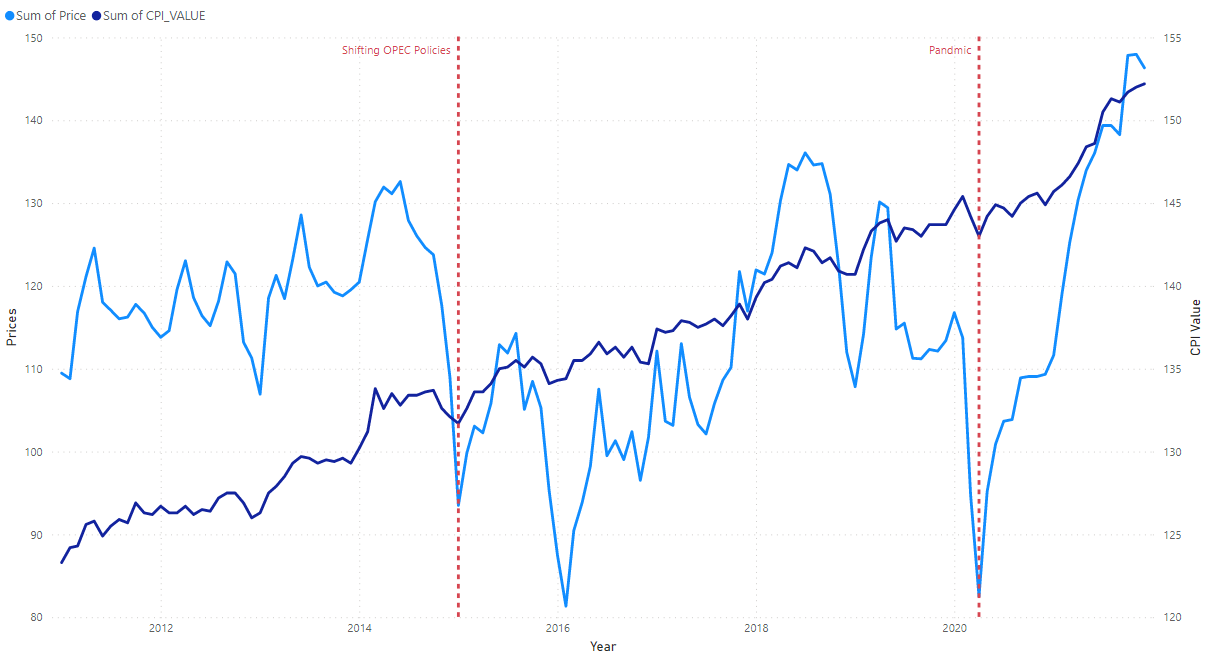 Sum of Price Sum of CPI_VALUE
150 155
Shifting OPEC Policies Pandmic
140 150
130 145
120 140
Prices
CPI Value
110 135
100 130
90 125
80 120
2012 2014 2016 2018 2020
Year